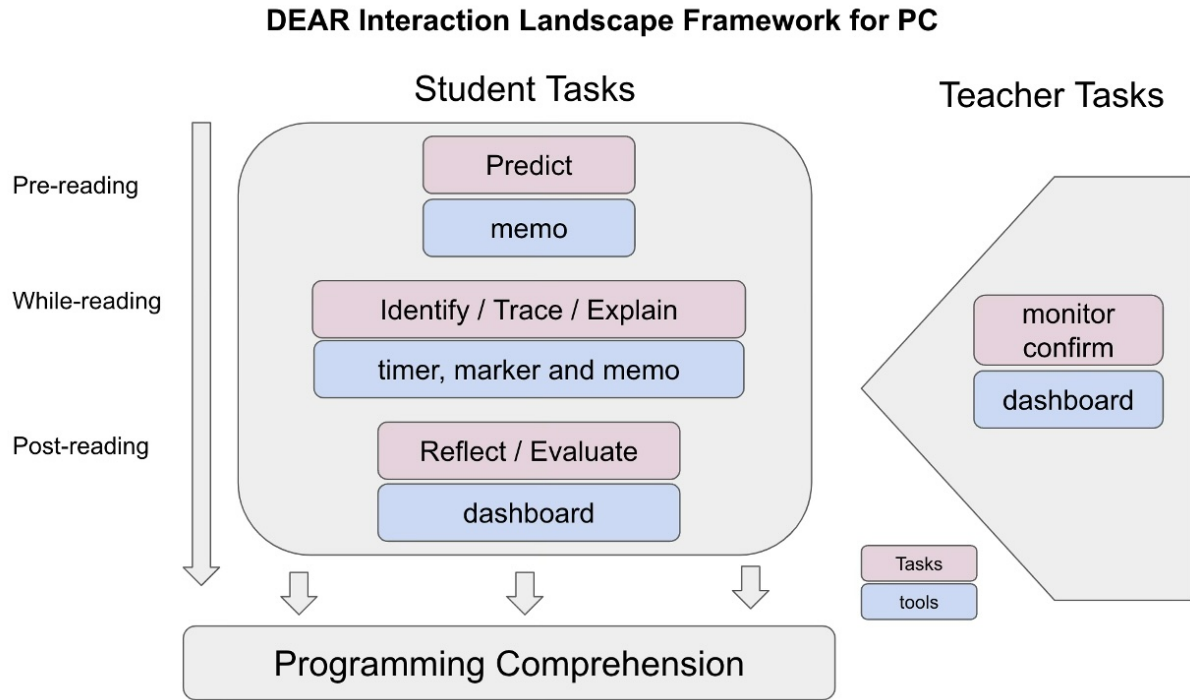 DEAR Interaction Landscape Framework for PC
Student Tasks
Teacher Tasks
Pre-reading
Predict
memo
While-reading
Identify / Trace / Explain
timer, marker and memo
Post-reading
Reflect / Evaluate
dashboard
monitor
confirm
dashboard
Tasks
tools
Programming Comprehension